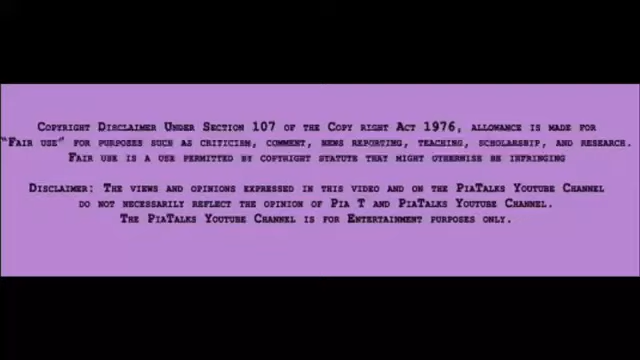 Copyright Disclaimer Under Section 107 of the Copy right Act 1976, allowance is made for
"Fair use" for purposes such as criticism, comment, news reporting, teaching, scholarship, and research.
Fair use is a use permitted by copyright statute that might otherwise be infringing
Disclaimer: The views and opinions expressed in this video and on the PiaTalks Youtube Channel
do not necessarily reflect the opinion of Pia T and PiaTalks Youtube Channel.
The PiaTalks Youtube Channel is for Entertainment purposes only.